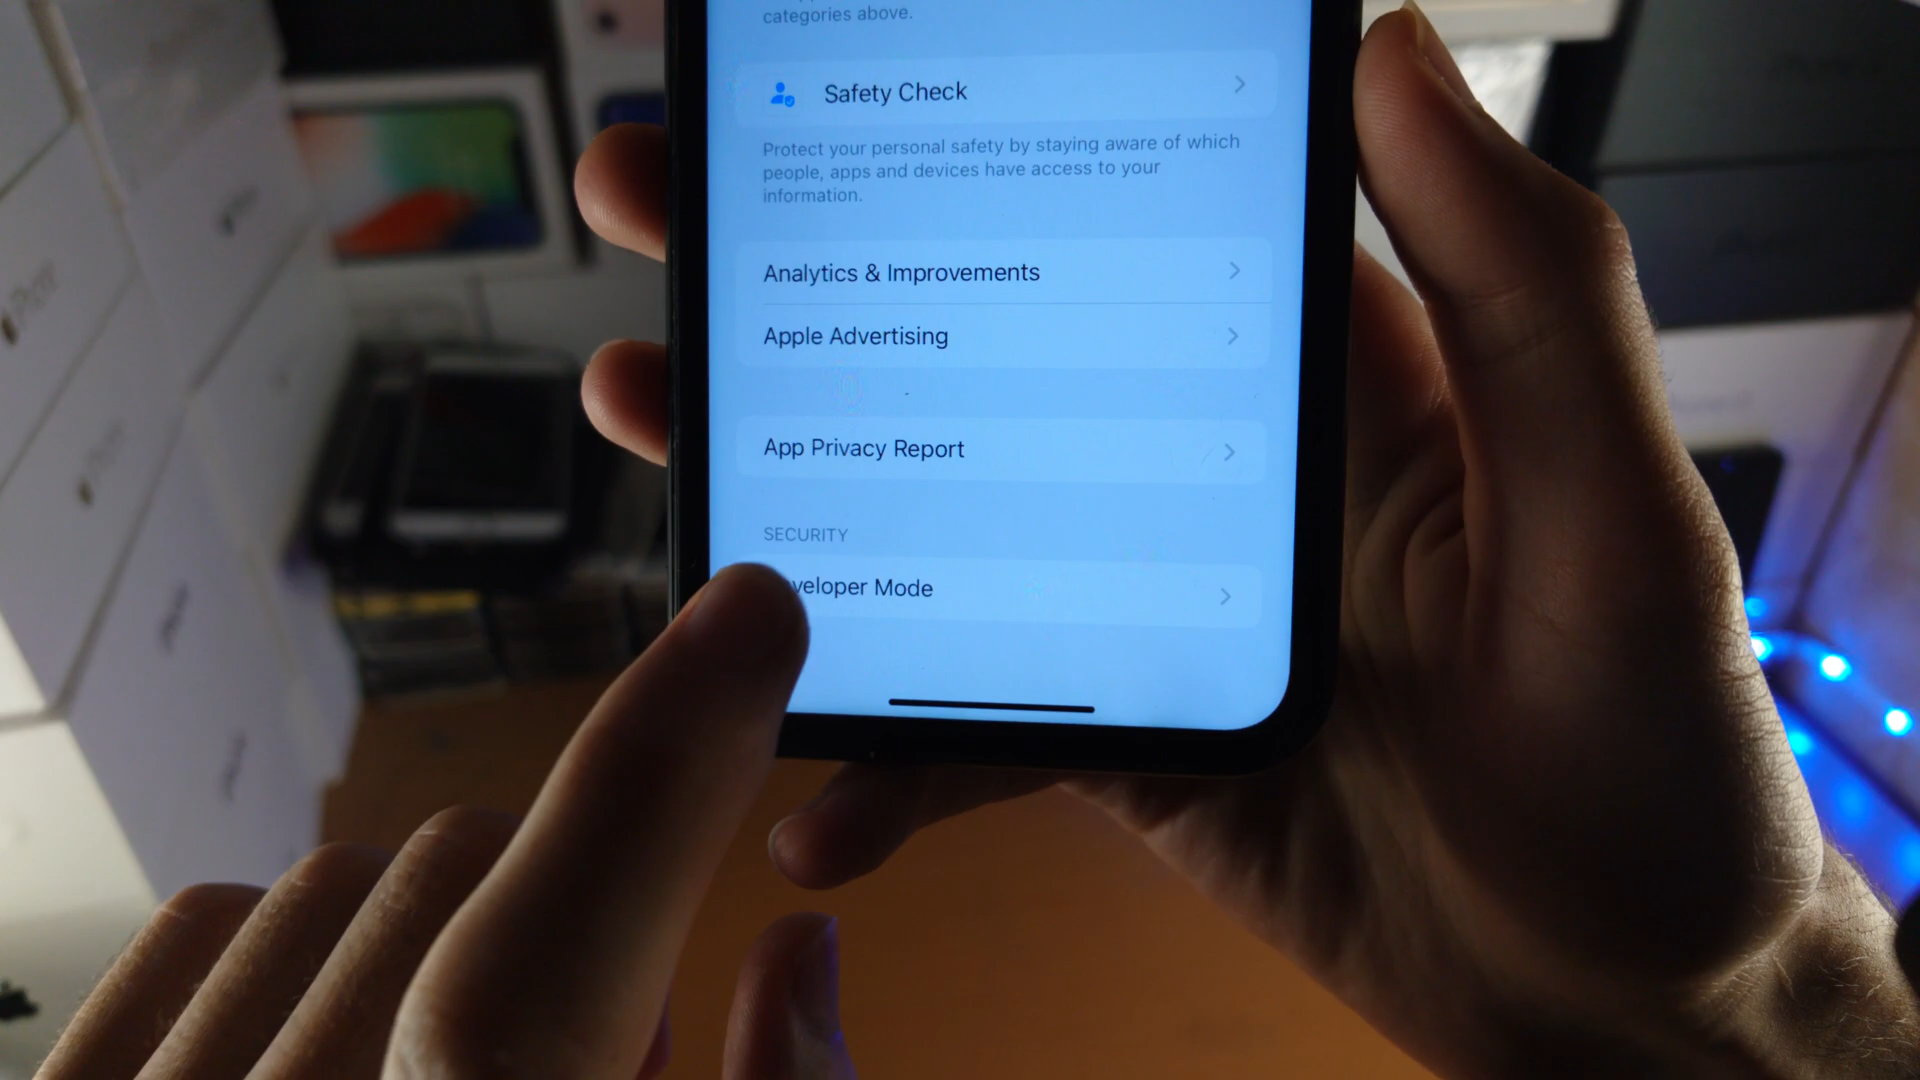 categories above.
Safety Check
Protect your personal safety by staying aware of which
people, apps and devices have access to your
information.
Analytics & Improvements
Apple Advertising
App Privacy Report
SECURITY
veloper Mode
iPhone